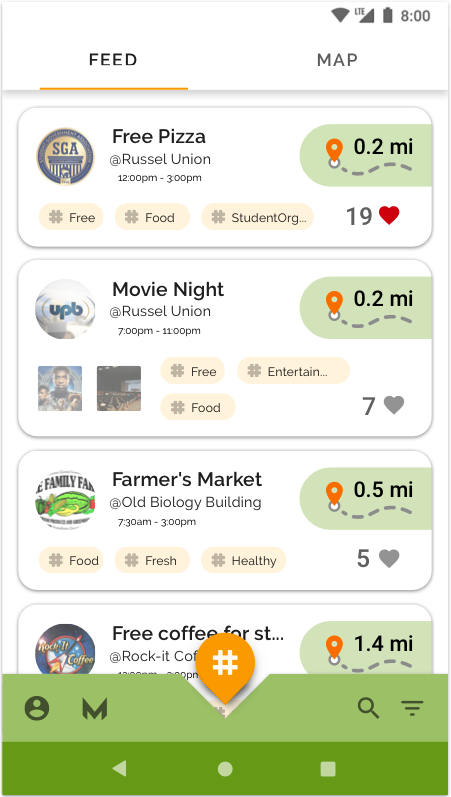 LTE 8:00
FEED MAP
SGA
Free Pizza
@Russel Union
12:00pm - 3:00pm
0.2 mi
# Free # Food # StudentOrg... 19
upb
Movie Night
@Russel Union
7:00pm - 11:00pm
0.2 mi
# Free # Entertain...
# Food
7
E FAMILY FA
Farmer's Market
@Old Biology Building
7:30am - 3:00pm
0.5 mi
# Food # Fresh # Healthy 5
Rock-It
Coffee
Free coffee for st...
@Rock-it Cof
1.4 mi
#
M